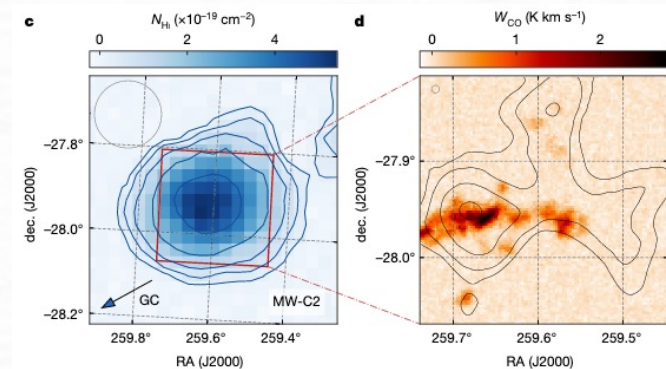 c
N_HI (×10⁻¹⁹ cm⁻²)
0 2 4
dec. (J2000)
−27.8°
−28.0°
−28.2°
GC
MW-C2
259.8° 259.6° 259.4°
RA (J2000)
d
W_CO (K km s⁻¹)
0 1 2
dec. (J2000)
−27.9°
−28.0°
259.7° 259.6° 259.5°
RA (J2000)